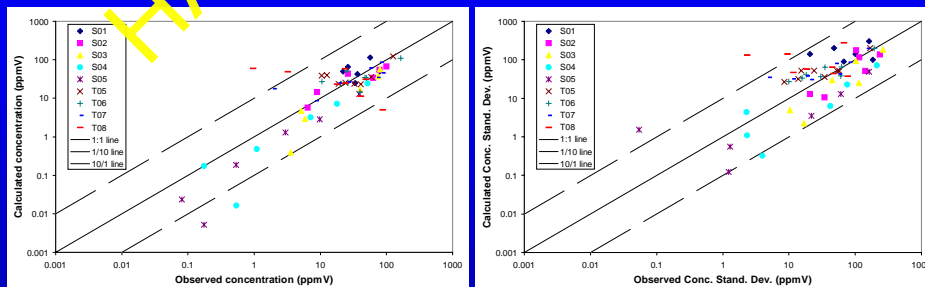 HA
Calculated concentration (ppmV)
1000
100
10
1
0.1
0.01
0.001
S01
S02
S03
S04
S05
T05
T06
T07
T08
1:1 line
1/10 line
10/1 line
0.001 0.01 0.1 1 10 100 1000
Observed concentration (ppmV)
Calculated Conc. Stand. Dev. (ppmV)
1000
100
10
1
0.1
0.01
0.001
S01
S02
S03
S04
S05
T05
T06
T07
T08
1:1 line
1/10 line
10/1 line
0.001 0.01 0.1 1 10 100 1000
Observed Conc. Stand. Dev. (ppmV)